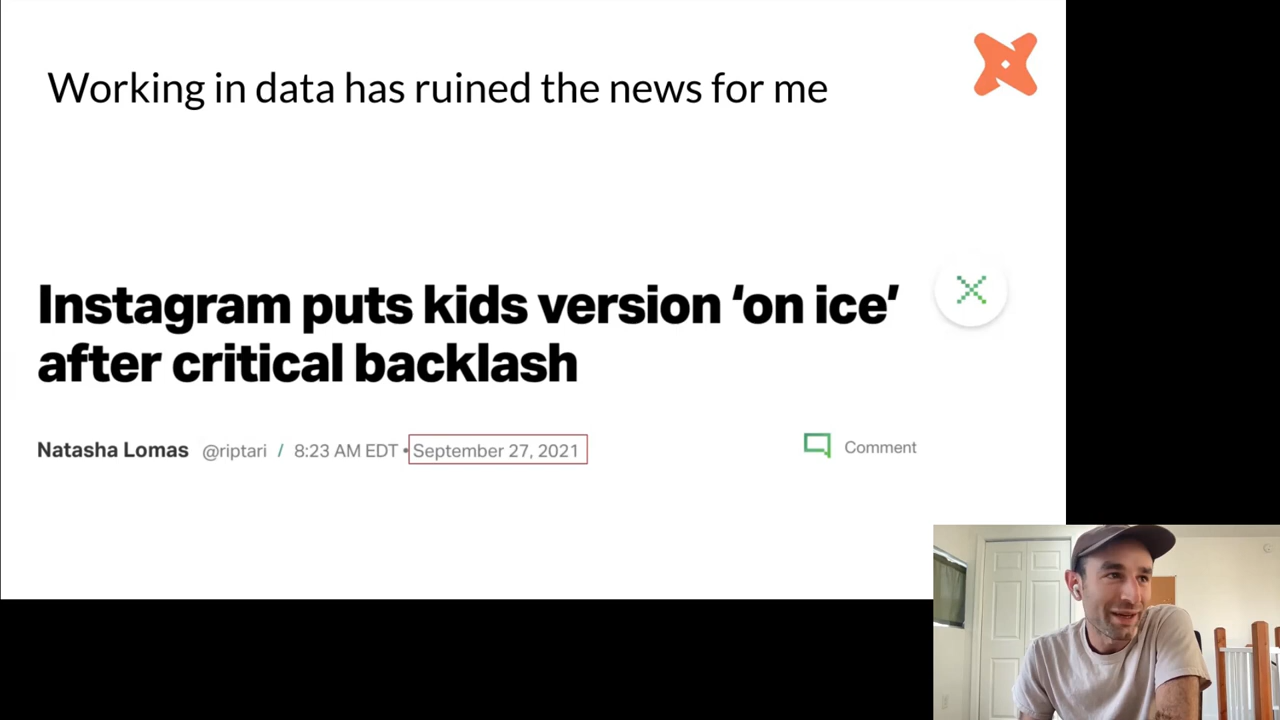 Working in data has ruined the news for me
Instagram puts kids version ‘on ice’
after critical backlash
Natasha Lomas @riptari / 8:23 AM EDT • September 27, 2021
Comment